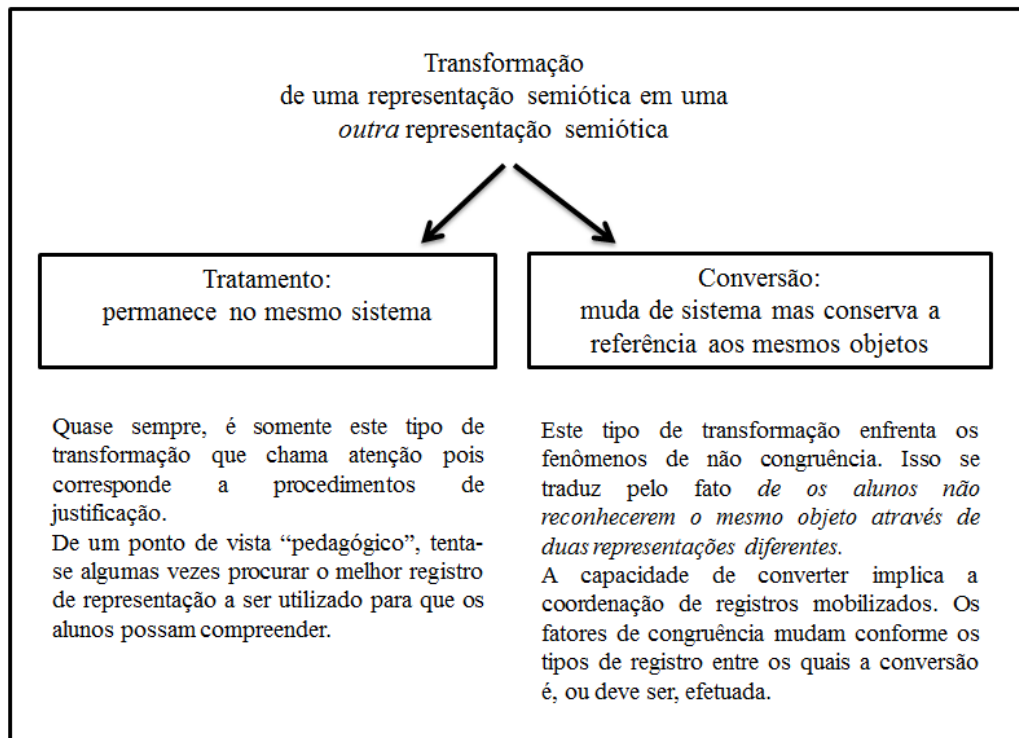 Transformação
de uma representação semiótica em uma
outra representação semiótica
Tratamento:
permanece no mesmo sistema
Conversão:
muda de sistema mas conserva a
referência aos mesmos objetos
Quase sempre, é somente este tipo de
transformação que chama atenção pois
corresponde a procedimentos de
justificação.
De um ponto de vista “pedagógico”, tenta-
se algumas vezes procurar o melhor registro
de representação a ser utilizado para que os
alunos possam compreender.
Este tipo de transformação enfrenta os
fenômenos de não congruência. Isso se
traduz pelo fato de os alunos não
reconhecerem o mesmo objeto através de
duas representações diferentes.
A capacidade de converter implica a
coordenação de registros mobilizados. Os
fatores de congruência mudam conforme os
tipos de registro entre os quais a conversão
é, ou deve ser, efetuada.